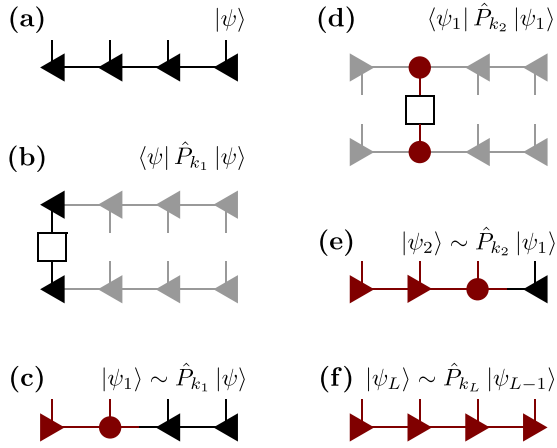 (a) |ψ⟩
(b) ⟨ψ| P̂_{k_1} |ψ⟩
(c) |ψ_1⟩ ∼ P̂_{k_1} |ψ⟩
(d) ⟨ψ_1| P̂_{k_2} |ψ_1⟩
(e) |ψ_2⟩ ∼ P̂_{k_2} |ψ_1⟩
(f) |ψ_L⟩ ∼ P̂_{k_L} |ψ_{L−1}⟩